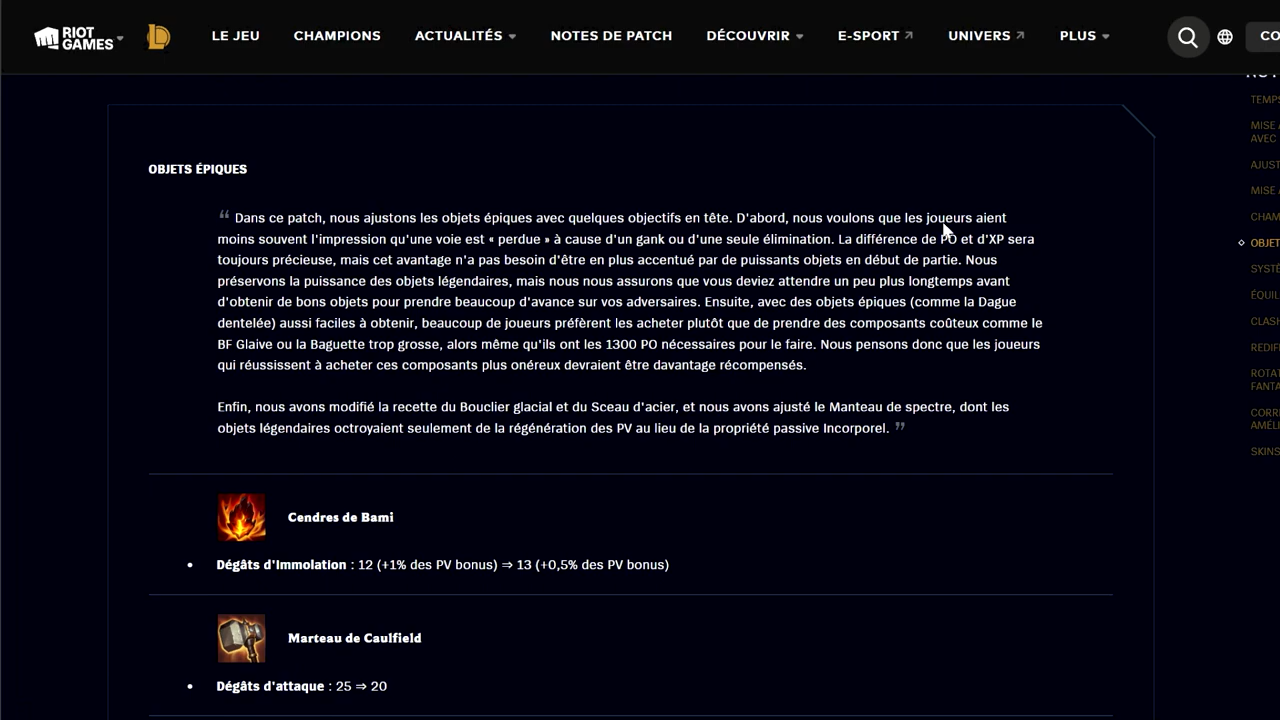 RIOT GAMES
LE JEU
CHAMPIONS
ACTUALITÉS
NOTES DE PATCH
DÉCOUVRIR
E-SPORT
UNIVERS
PLUS
CO
TEMPS
MISE
AVEC
AJUST
MISE
CHAM
OBJET
SYSTÈ
ÉQUIL
CLASH
REDIF
ROTAT
FANTA
CORR
AMÉLI
SKINS
OBJETS ÉPIQUES
“ Dans ce patch, nous ajustons les objets épiques avec quelques objectifs en tête. D'abord, nous voulons que les joueurs aient
moins souvent l'impression qu'une voie est « perdue » à cause d'un gank ou d'une seule élimination. La différence de PO et d'XP sera
toujours précieuse, mais cet avantage n'a pas besoin d'être en plus accentué par de puissants objets en début de partie. Nous
préservons la puissance des objets légendaires, mais nous nous assurons que vous deviez attendre un peu plus longtemps avant
d'obtenir de bons objets pour prendre beaucoup d'avance sur vos adversaires. Ensuite, avec des objets épiques (comme la Dague
dentelée) aussi faciles à obtenir, beaucoup de joueurs préfèrent les acheter plutôt que de prendre des composants coûteux comme le
BF Glaive ou la Baguette trop grosse, alors même qu'ils ont les 1300 PO nécessaires pour le faire. Nous pensons donc que les joueurs
qui réussissent à acheter ces composants plus onéreux devraient être davantage récompensés.
Enfin, nous avons modifié la recette du Bouclier glacial et du Sceau d'acier, et nous avons ajusté le Manteau de spectre, dont les
objets légendaires octroyaient seulement de la régénération des PV au lieu de la propriété passive Incorporel. ”
Cendres de Bami
• Dégâts d'Immolation : 12 (+1% des PV bonus) ⇒ 13 (+0,5% des PV bonus)
Marteau de Caulfield
• Dégâts d'attaque : 25 ⇒ 20